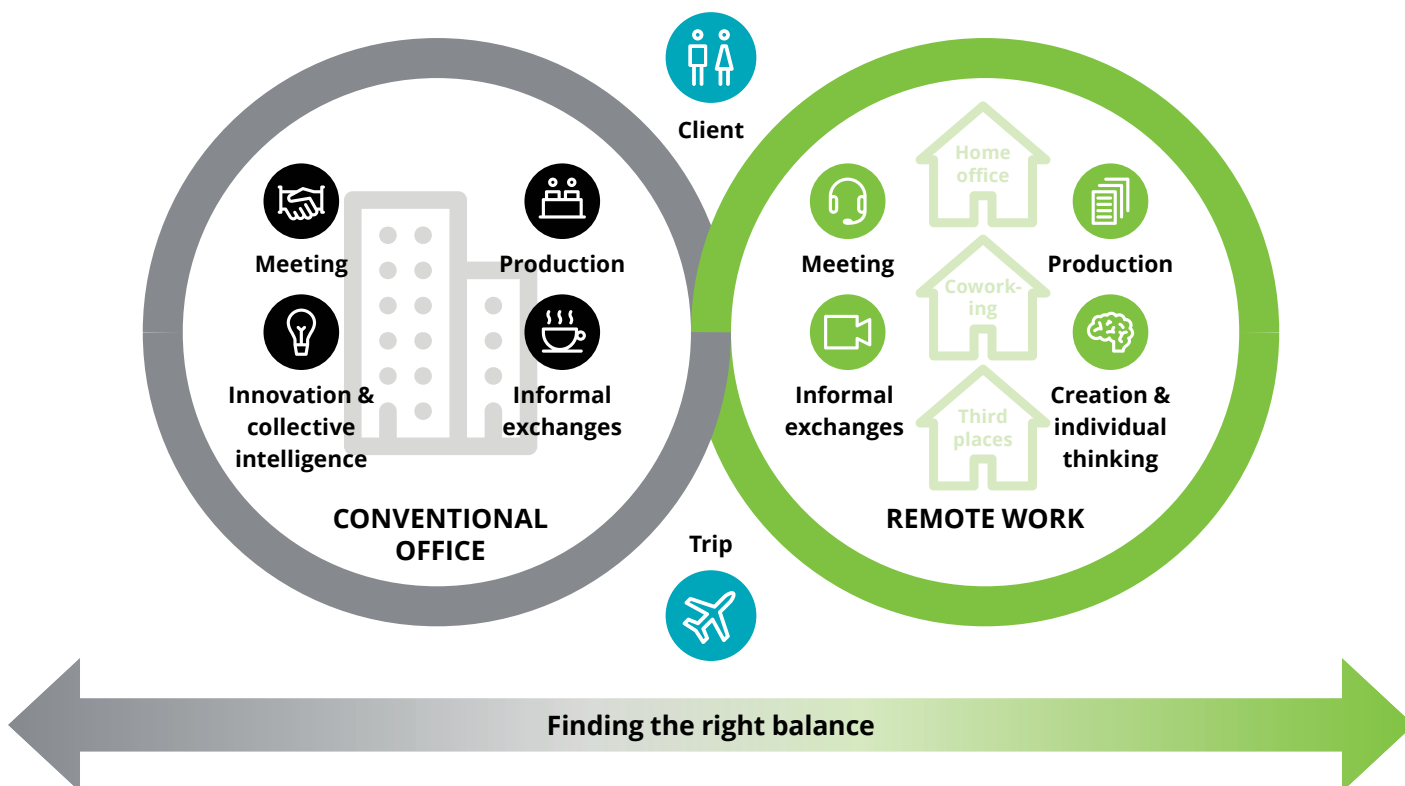 Client
Meeting
Production
Innovation &
collective
intelligence
Informal
exchanges
CONVENTIONAL
OFFICE
Home
office
Meeting
Production
Cowork-
ing
Informal
exchanges
Creation &
individual
thinking
Third
places
REMOTE WORK
Trip
Finding the right balance